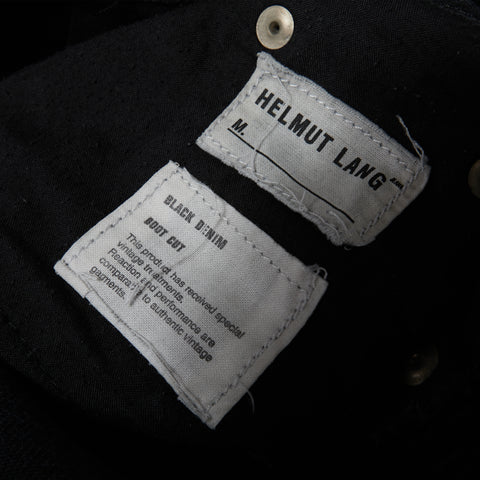 HELMUT LANG
M.
BLACK DENIM
BOOT CUT
This product has received special
vintage treatments.
Reaction and performance are
comparable to authentic vintage
gagments.